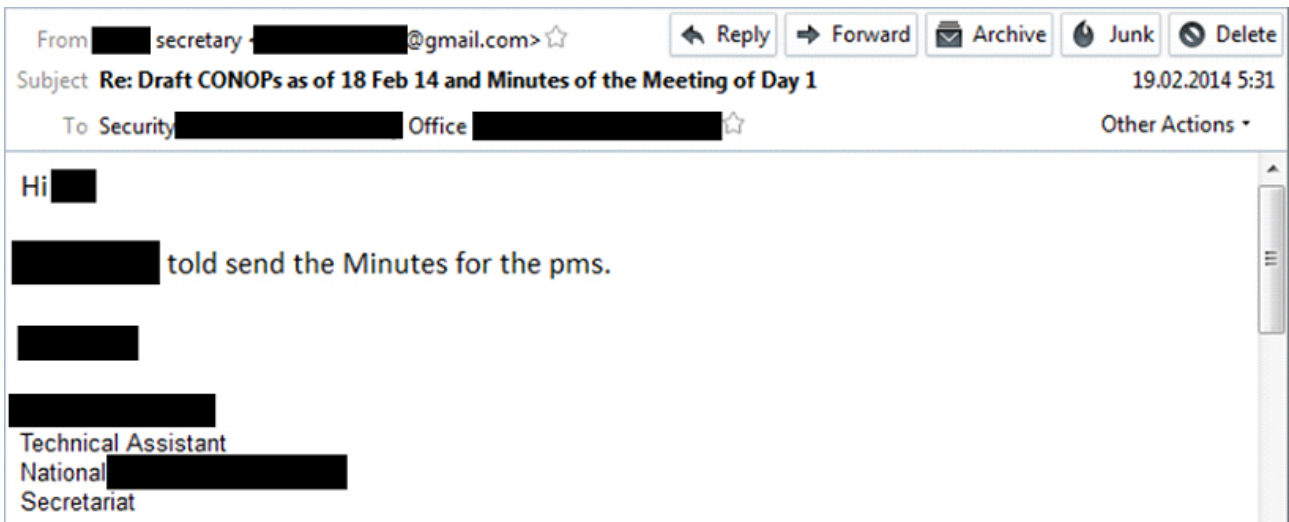 From secretary < @gmail.com> Reply Forward Archive Junk Delete
Subject Re: Draft CONOPs as of 18 Feb 14 and Minutes of the Meeting of Day 1 19.02.2014 5:31
To Security Office Other Actions
Hi
told send the Minutes for the pms.
Technical Assistant
National
Secretariat